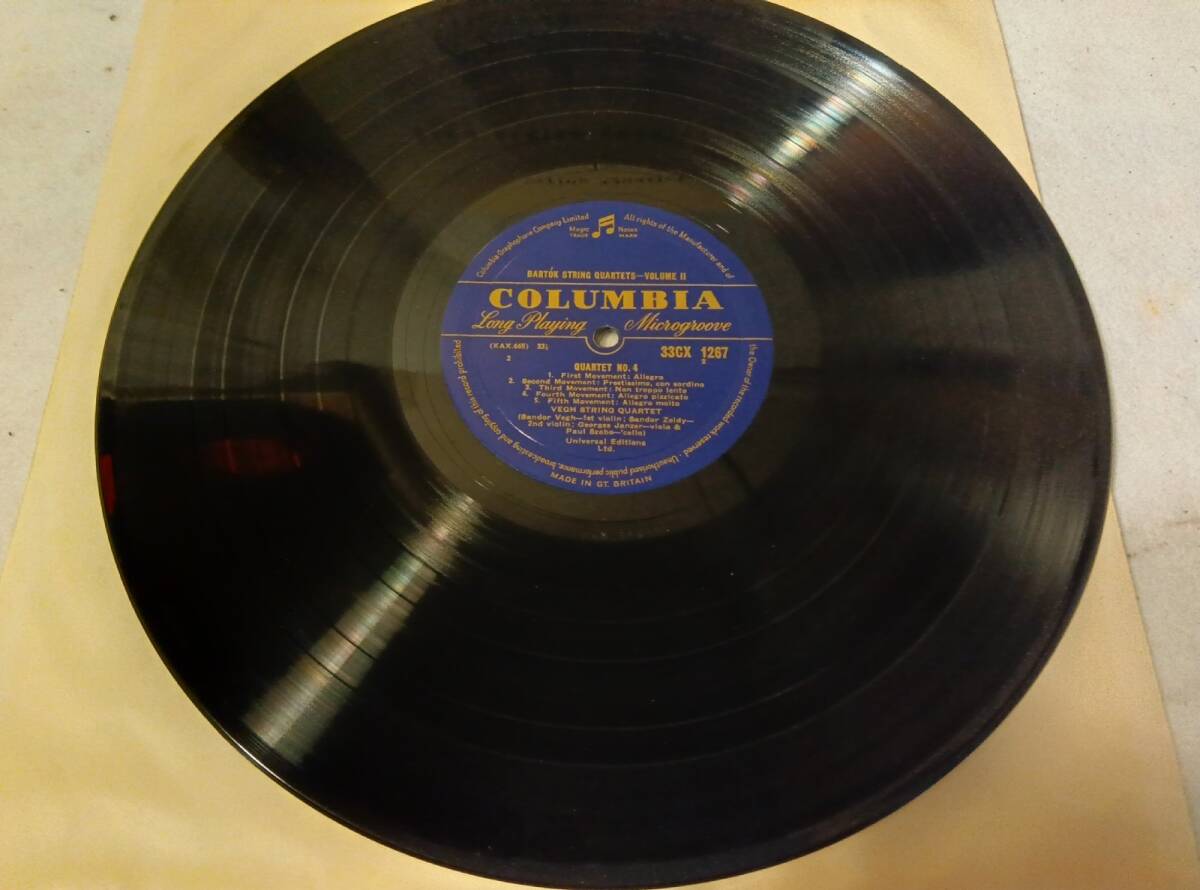 Columbia Graphophone Company Limited
Magic Notes
TRADE MARK
All rights of the Manufacturer and of
the Owner of the recorded work reserved · Unauthorised public performance, broadcasting and copying of this record prohibited
BARTÓK STRING QUARTETS—VOLUME II
COLUMBIA
Long Playing Microgroove
(XAX.665) 33⅓
33CX 1267
2
2
QUARTET NO. 4
1. First Movement: Allegro
2. Second Movement: Prestissimo, con sordino
3. Third Movement: Non troppo lento
4. Fourth Movement: Allegro pizzicato
5. Fifth Movement: Allegro molto
VEGH STRING QUARTET
(Sandor Vegh—1st violin; Sandor Zoldy—
2nd violin; Georges Janzer—viola &
Paul Szabo—'cello)
Universal Editions
Ltd.
MADE IN GT. BRITAIN